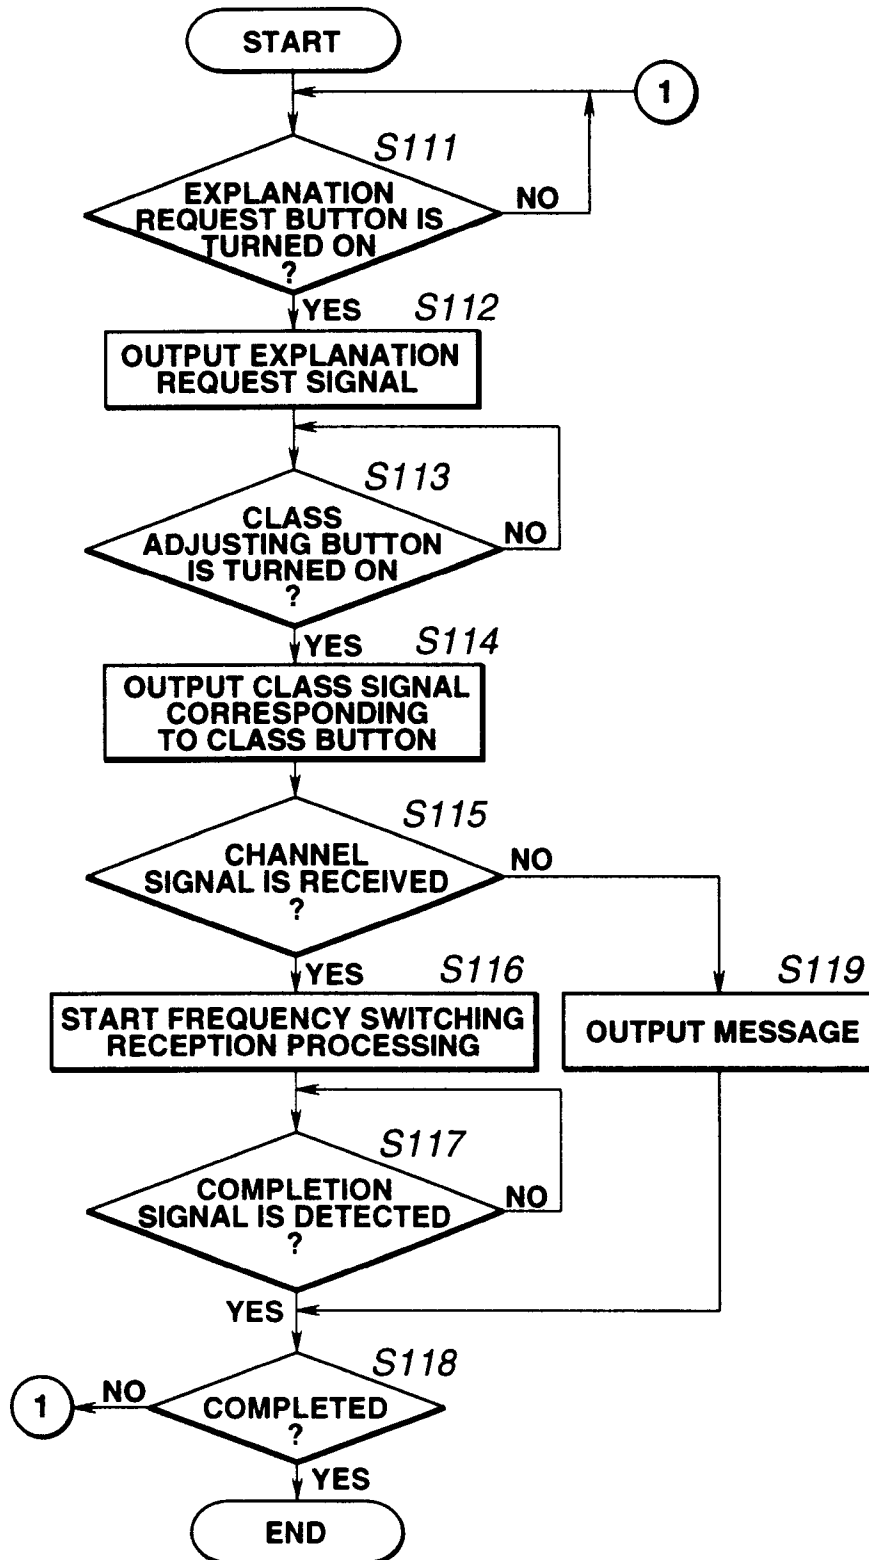 START
1
S111
EXPLANATION
REQUEST BUTTON IS
TURNED ON
?
NO
YES
S112
OUTPUT EXPLANATION
REQUEST SIGNAL
S113
CLASS
ADJUSTING BUTTON
IS TURNED ON
?
NO
YES
S114
OUTPUT CLASS SIGNAL
CORRESPONDING
TO CLASS BUTTON
S115
CHANNEL
SIGNAL IS RECEIVED
?
NO
YES
S116
START FREQUENCY SWITCHING
RECEPTION PROCESSING
S119
OUTPUT MESSAGE
S117
COMPLETION
SIGNAL IS DETECTED
?
NO
YES
S118
COMPLETED
?
NO
1
YES
END